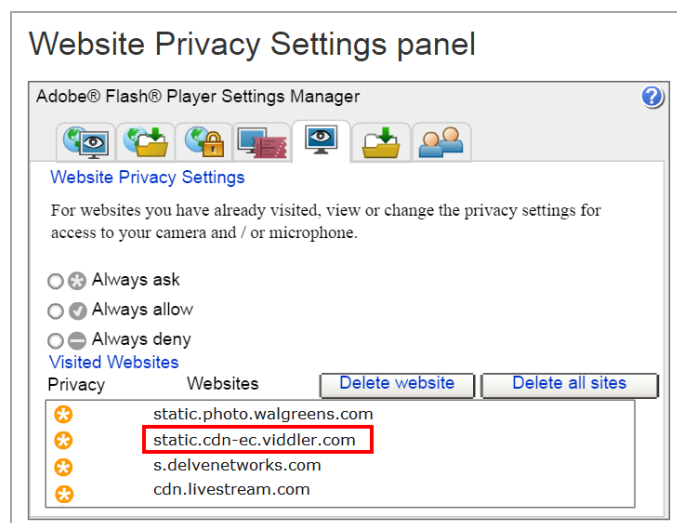 Website Privacy Settings panel
Adobe® Flash® Player Settings Manager
?
Website Privacy Settings
For websites you have already visited, view or change the privacy settings for
access to your camera and / or microphone.
Always ask
Always allow
Always deny
Visited Websites
Privacy Websites Delete website Delete all sites
static.photo.walgreens.com
static.cdn-ec.viddler.com
s.delvenetworks.com
cdn.livestream.com